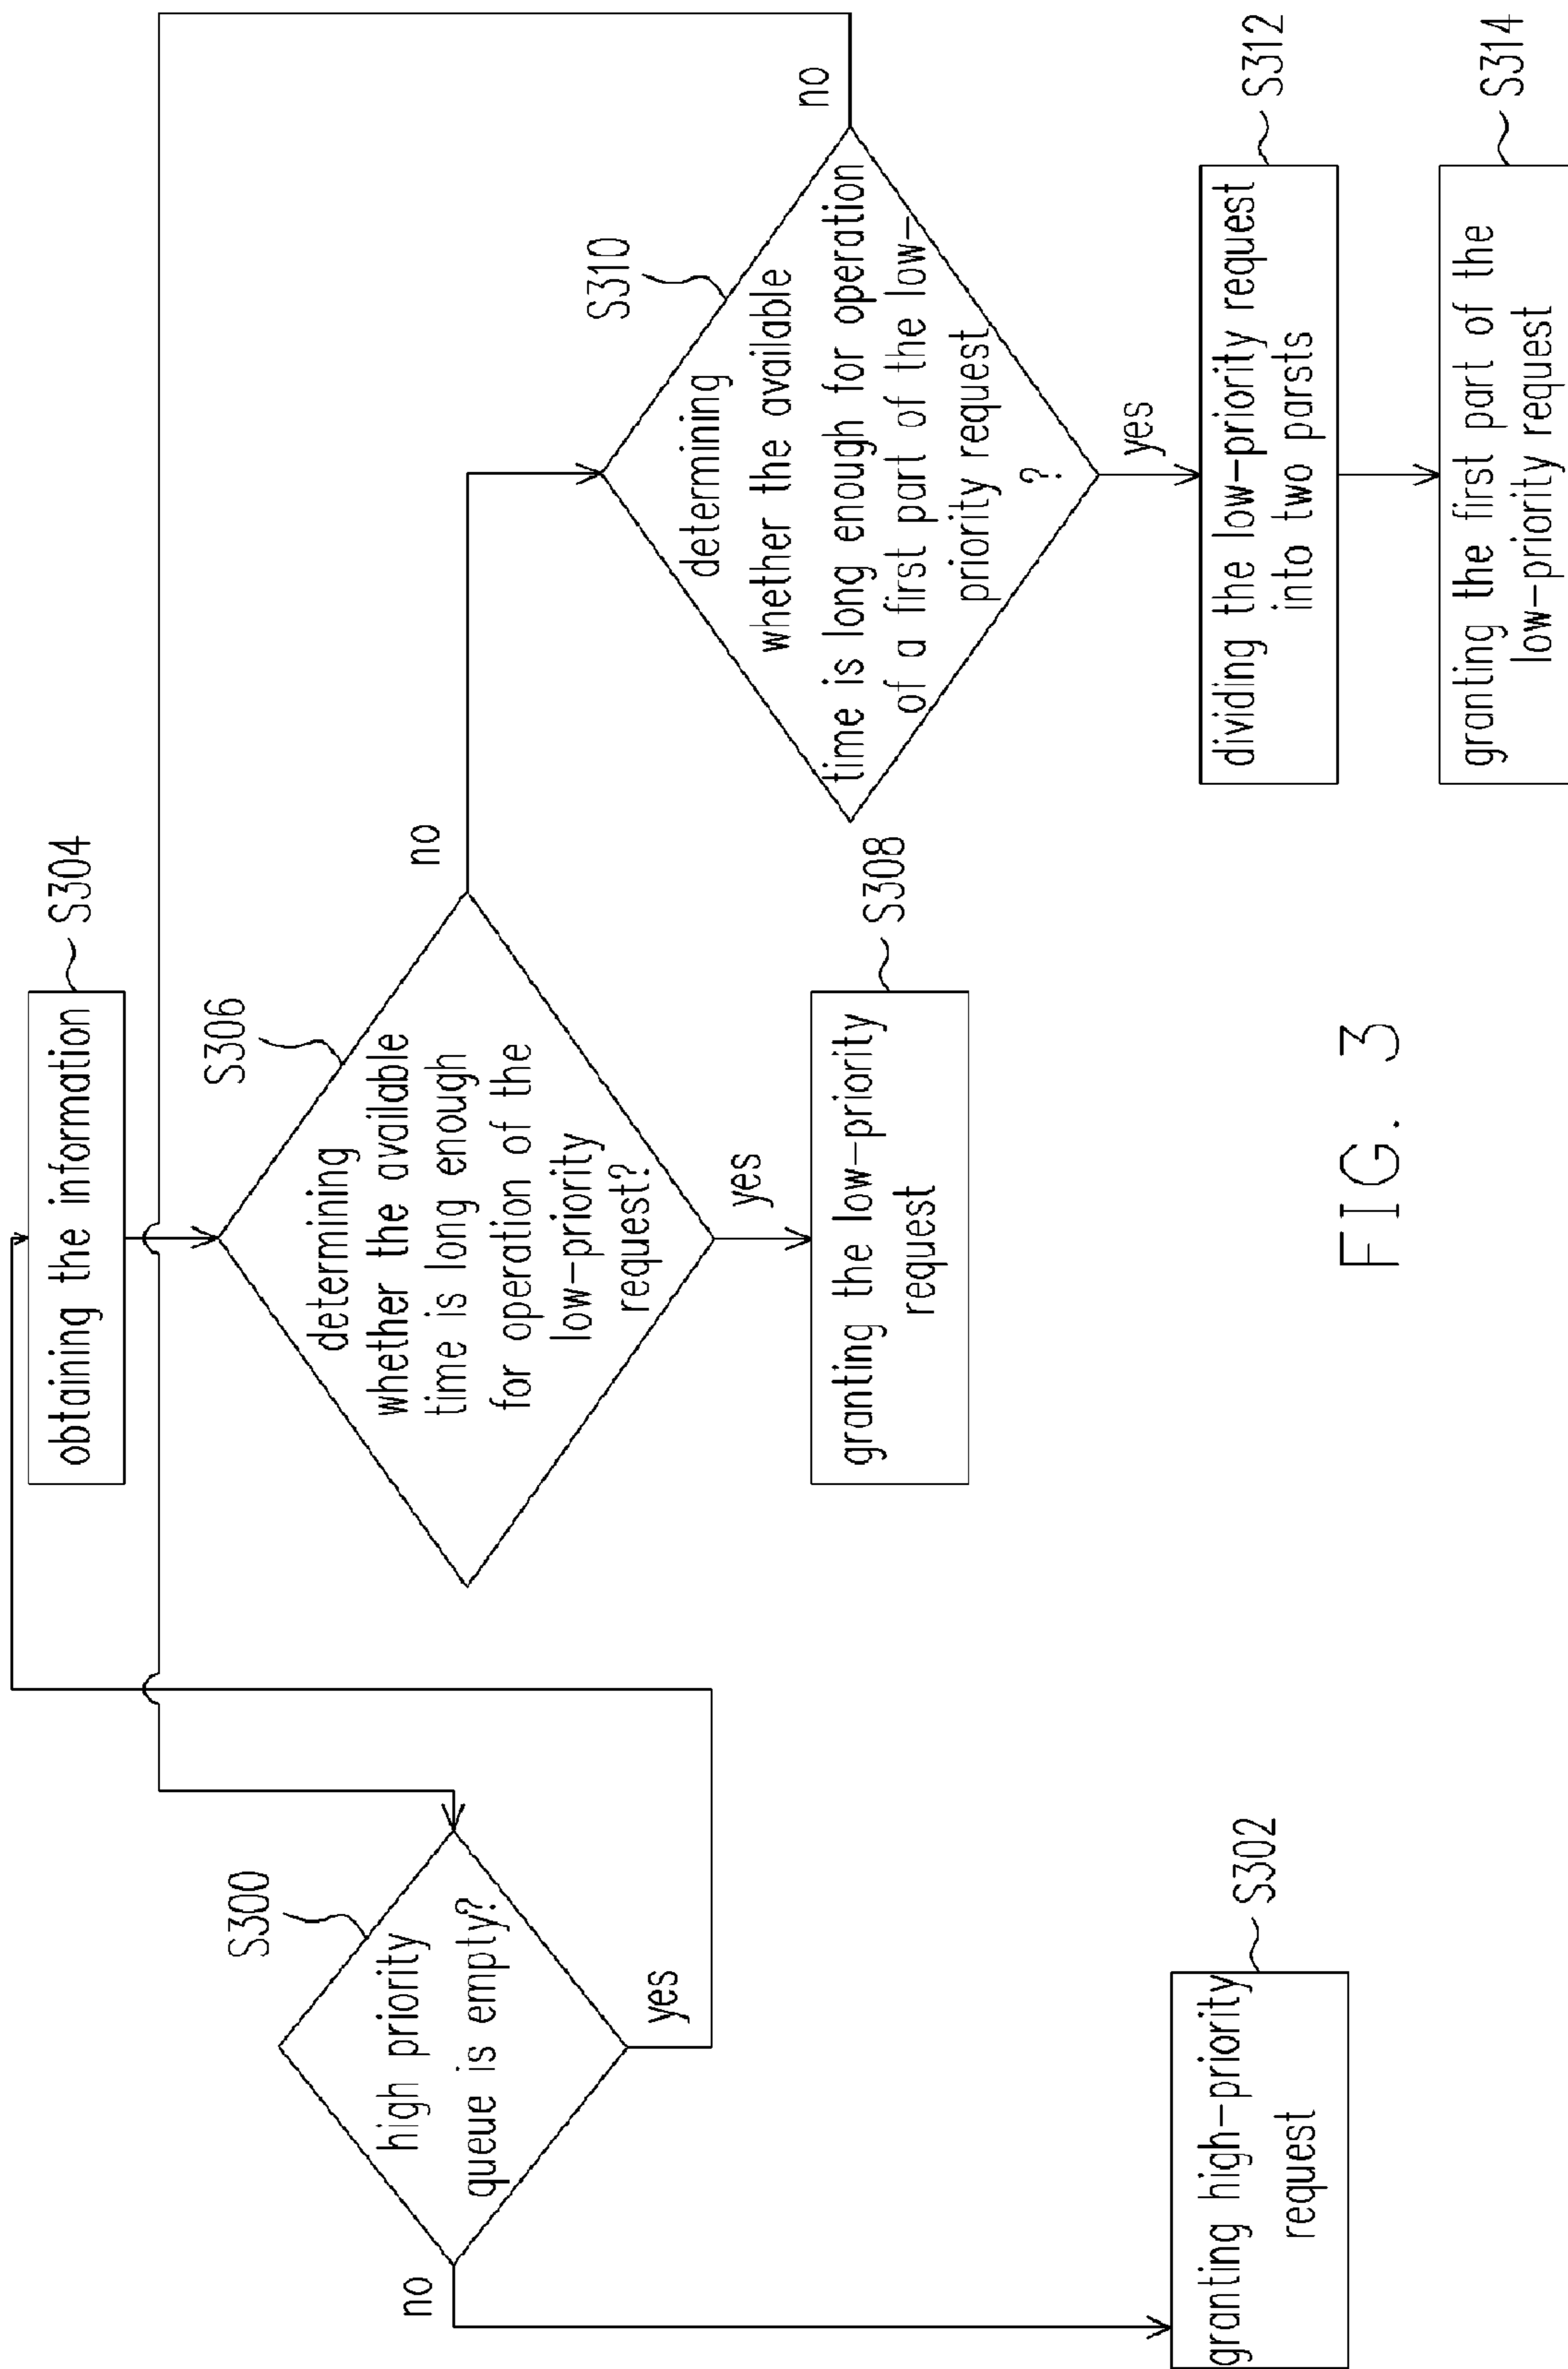 S300
high priority
queue is empty?
no
yes
granting high-priority
request
S302
obtaining the information
S304
S306
determining
whether the available
time is long enough
for operation of the
low-priority
request?
no
yes
granting the low-priority
request
S308
S310
determining
whether the available
time is long enough for operation
of a first part of the low-
priority request
?
no
yes
dividing the low-priority request
into two parsts
S312
granting the first part of the
low-priority request
S314
FIG. 3